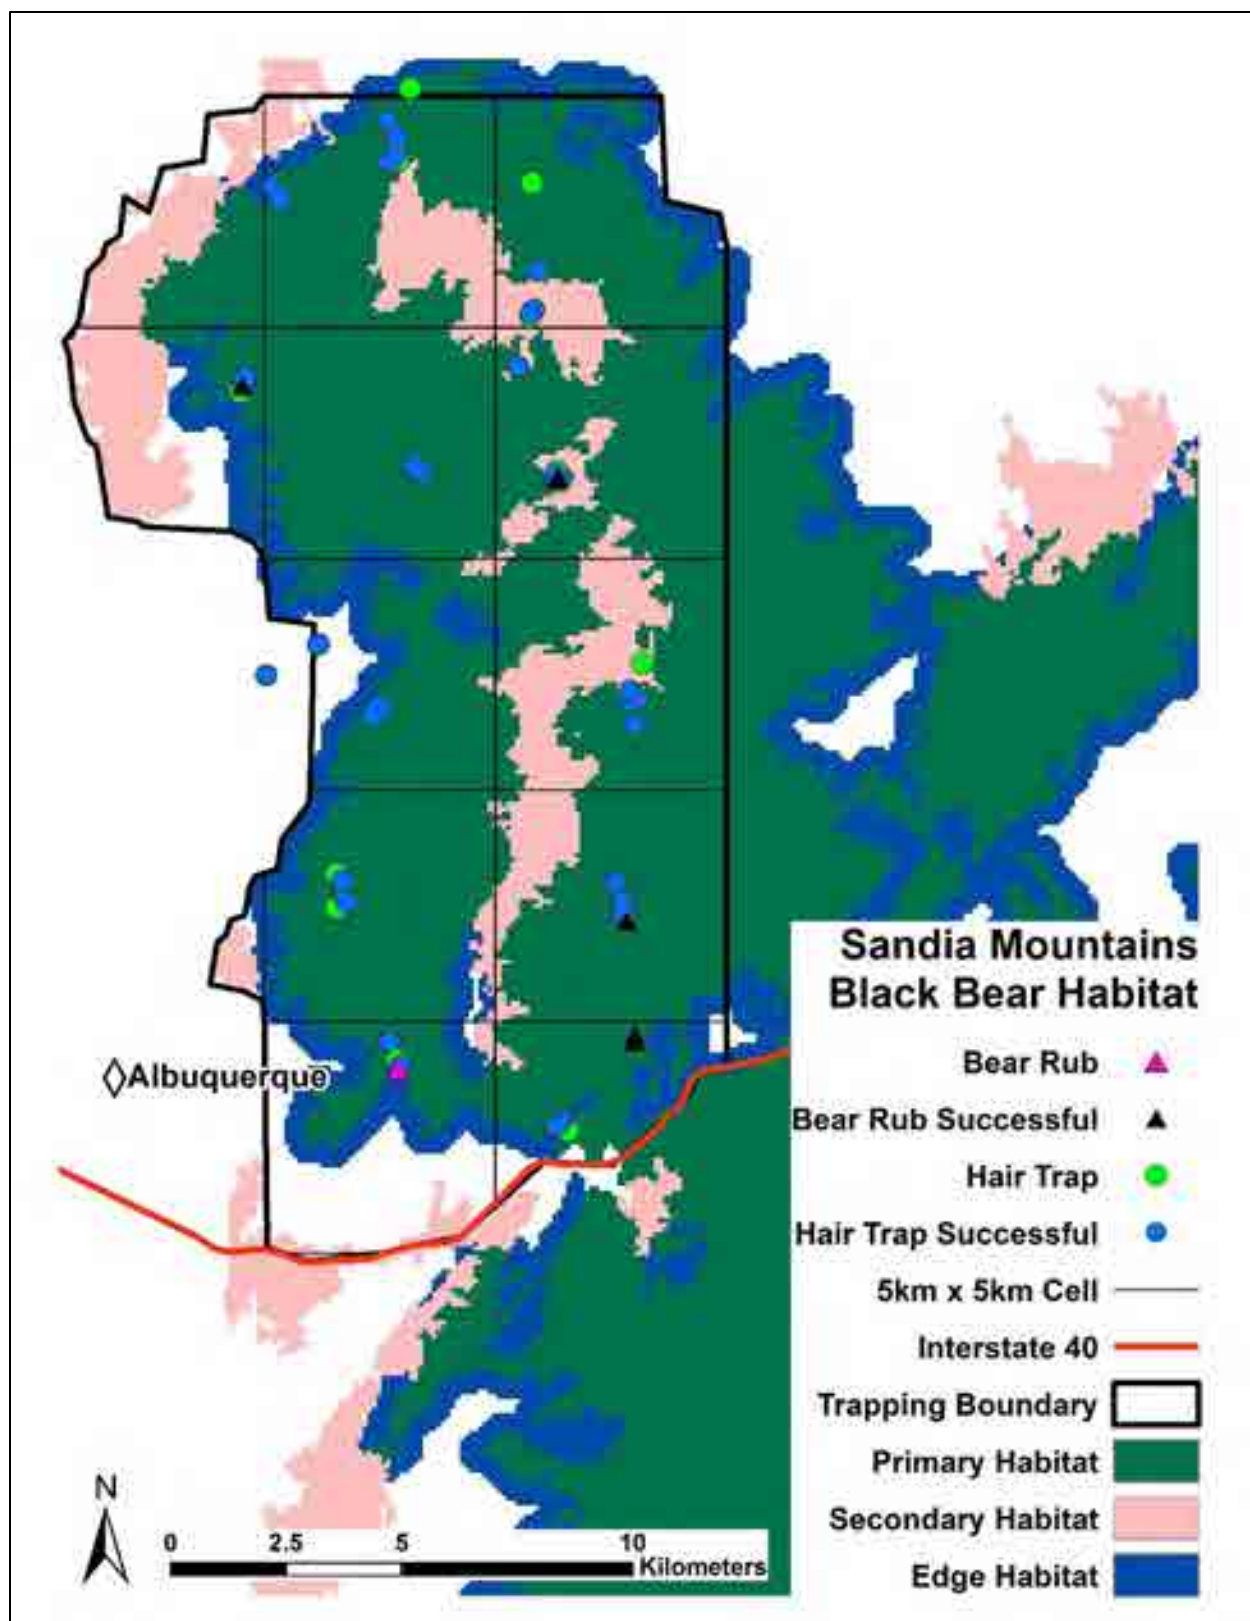 Albuquerque
Sandia Mountains
Black Bear Habitat
Bear Rub
Bear Rub Successful
Hair Trap
Hair Trap Successful
5km x 5km Cell
Interstate 40
Trapping Boundary
Primary Habitat
Secondary Habitat
Edge Habitat
N
0 2.5 5 10
Kilometers